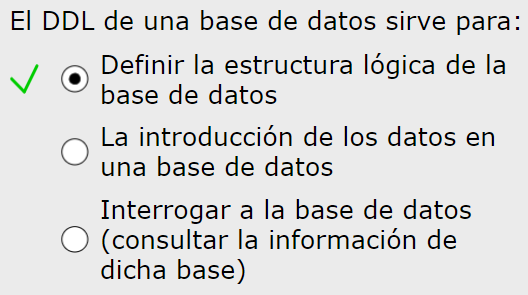 El DDL de una base de datos sirve para:
Definir la estructura lógica de la
base de datos
La introducción de los datos en
una base de datos
Interrogar a la base de datos
(consultar la información de
dicha base)